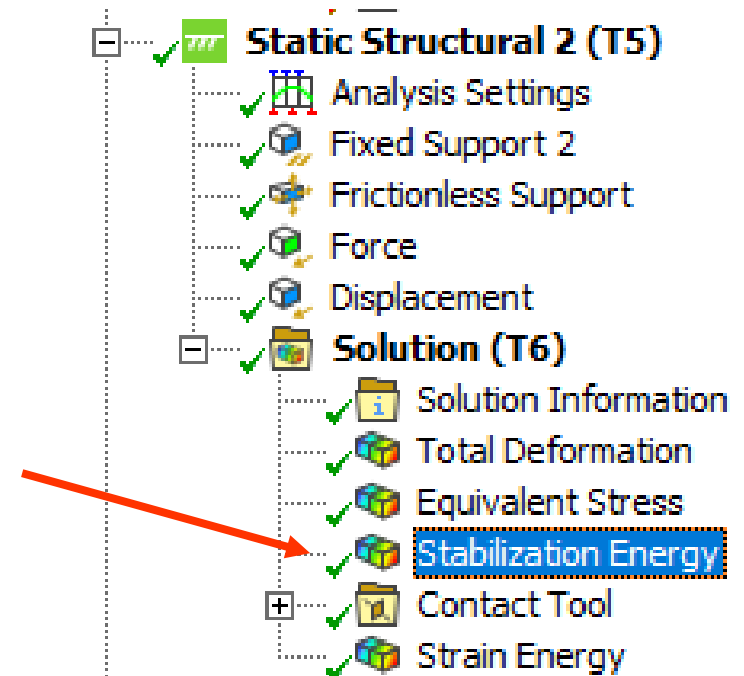 Static Structural 2 (T5)
Analysis Settings
Fixed Support 2
Frictionless Support
Force
Displacement
Solution (T6)
Solution Information
Total Deformation
Equivalent Stress
Stabilization Energy
Contact Tool
Strain Energy